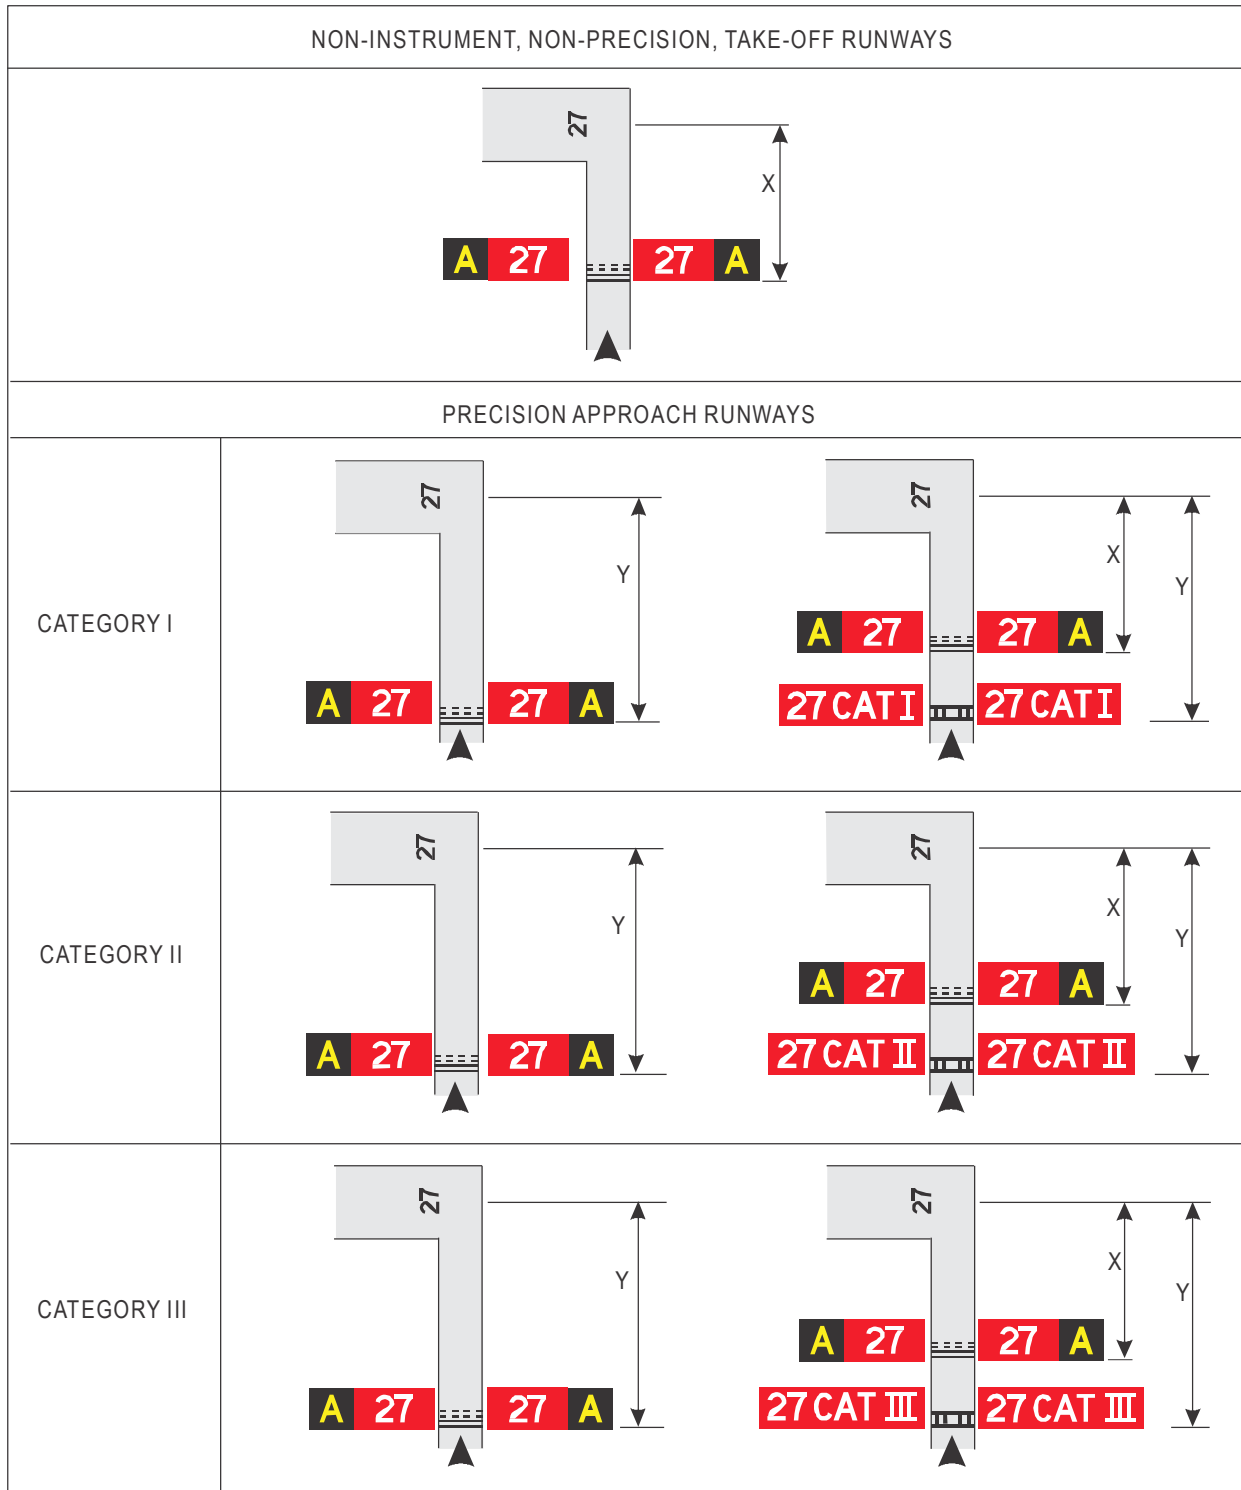 NON-INSTRUMENT, NON-PRECISION, TAKE-OFF RUNWAYS
27
X
A 27 27 A
PRECISION APPROACH RUNWAYS
CATEGORY I
27
Y
A 27 27 A
27
X
Y
A 27 27 A
27 CAT I 27 CAT I
CATEGORY II
27
Y
A 27 27 A
27
X
Y
A 27 27 A
27 CAT II 27 CAT II
CATEGORY III
27
Y
A 27 27 A
27
X
Y
A 27 27 A
27 CAT III 27 CAT III